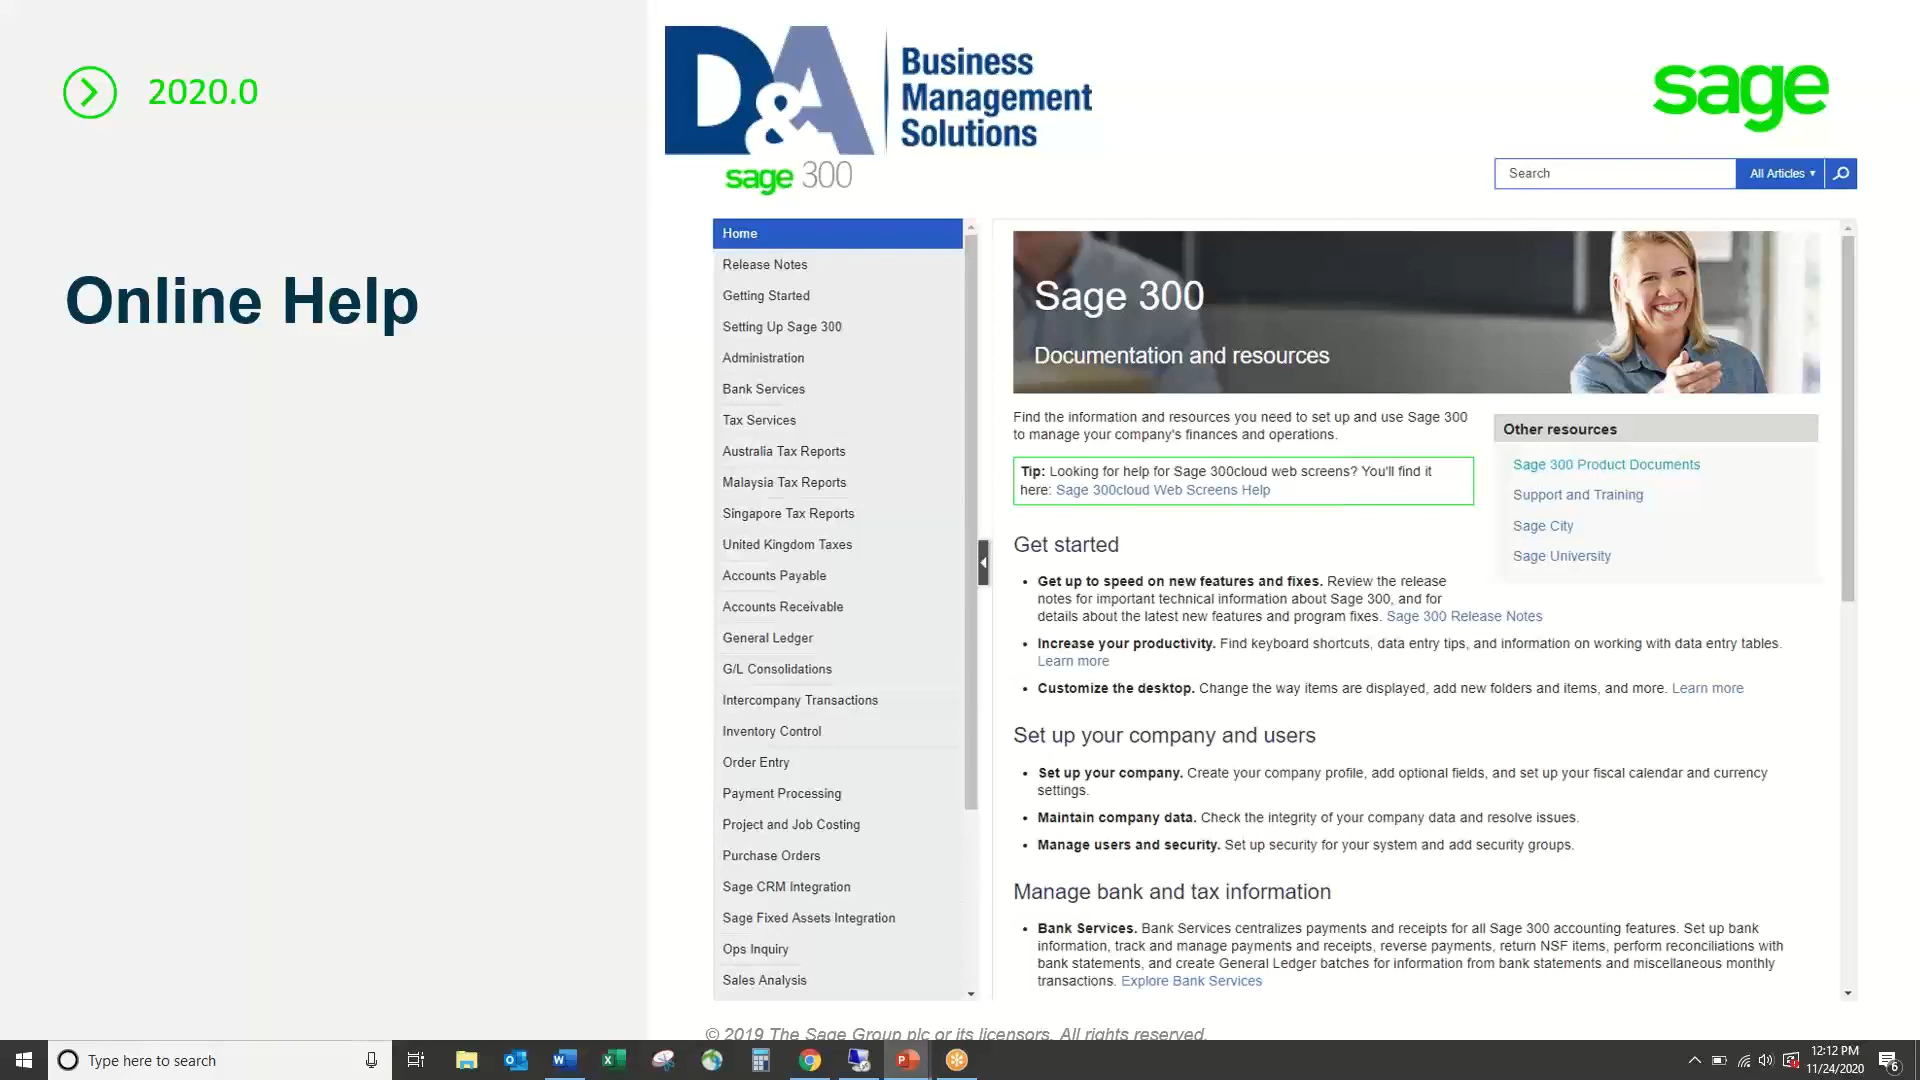 2020.0
Online Help
D&A
Business
Management
Solutions
sage 300
sage
Search
All Articles
Home
Release Notes
Getting Started
Setting Up Sage 300
Administration
Bank Services
Tax Services
Australia Tax Reports
Malaysia Tax Reports
Singapore Tax Reports
United Kingdom Taxes
Accounts Payable
Accounts Receivable
General Ledger
G/L Consolidations
Intercompany Transactions
Inventory Control
Order Entry
Payment Processing
Project and Job Costing
Purchase Orders
Sage CRM Integration
Sage Fixed Assets Integration
Ops Inquiry
Sales Analysis
Sage 300
Documentation and resources
Find the information and resources you need to set up and use Sage 300
to manage your company's finances and operations.
Tip: Looking for help for Sage 300cloud web screens? You'll find it
here: Sage 300cloud Web Screens Help
Other resources
Sage 300 Product Documents
Support and Training
Sage City
Sage University
Get started
• Get up to speed on new features and fixes. Review the release
notes for important technical information about Sage 300, and for
details about the latest new features and program fixes. Sage 300 Release Notes
• Increase your productivity. Find keyboard shortcuts, data entry tips, and information on working with data entry tables.
Learn more
• Customize the desktop. Change the way items are displayed, add new folders and items, and more. Learn more
Set up your company and users
• Set up your company. Create your company profile, add optional fields, and set up your fiscal calendar and currency
settings.
• Maintain company data. Check the integrity of your company data and resolve issues.
• Manage users and security. Set up security for your system and add security groups.
Manage bank and tax information
• Bank Services. Bank Services centralizes payments and receipts for all Sage 300 accounting features. Set up bank
information, track and manage payments and receipts, reverse payments, return NSF items, perform reconciliations with
bank statements, and create General Ledger batches for information from bank statements and miscellaneous monthly
transactions. Explore Bank Services
© 2019 The Sage Group plc or its licensors. All rights reserved.
Type here to search
12:12 PM
11/24/2020
6